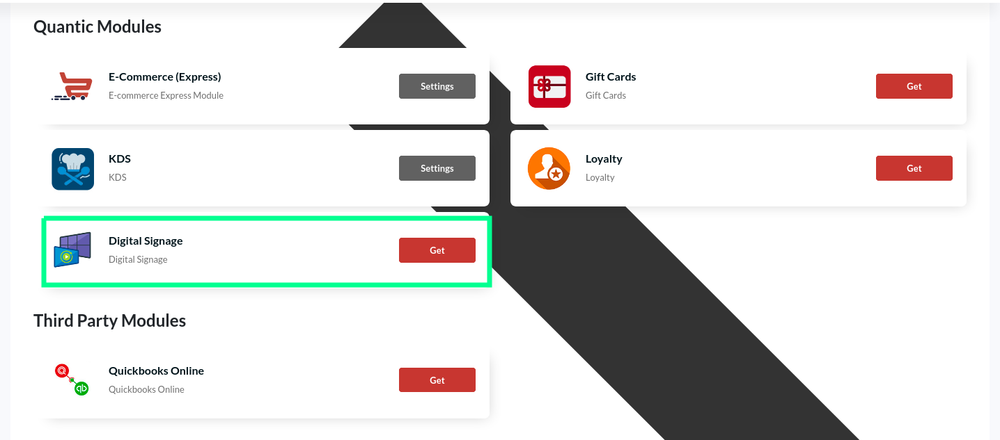 Quantic Modules
E-Commerce (Express)
E-commerce Express Module
Settings
Gift Cards
Gift Cards
Get
KDS
KDS
Settings
Loyalty
Loyalty
Get
Digital Signage
Digital Signage
Get
Third Party Modules
Quickbooks Online
Quickbooks Online
Get
qb